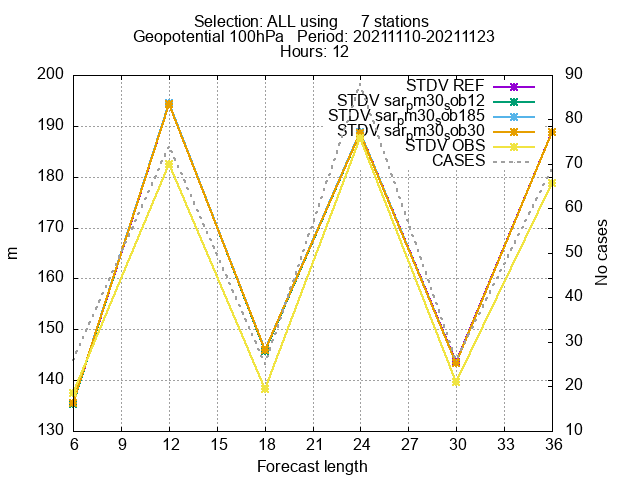 Selection: ALL using 7 stations
Geopotential 100hPa Period: 20211110-20211123
Hours: 12
200
190
180
170
160
150
140
130
90
80
70
60
50
40
30
20
10
STDV REF
STDV sar_pm30_sob12
STDV sar_pm30_sob185
STDV sar_pm30_sob30
STDV OBS
CASES
m
No cases
6 9 12 15 18 21 24 27 30 33 36
Forecast length